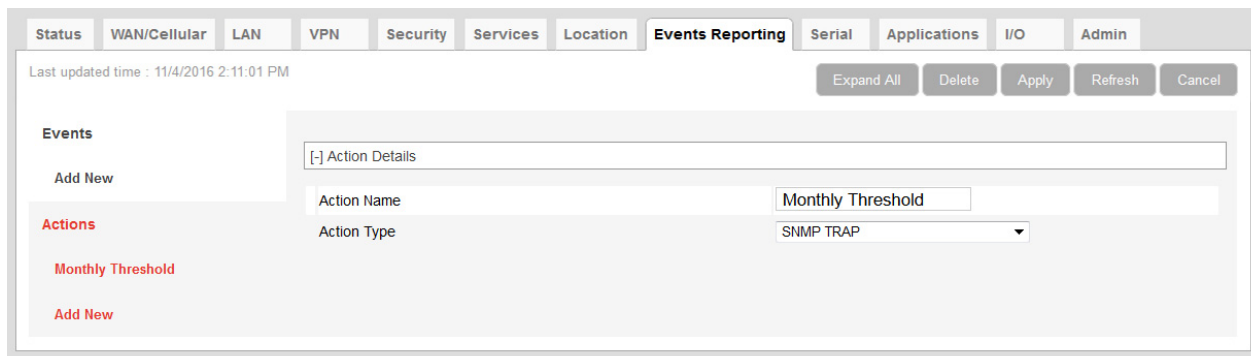 Status WAN/Cellular LAN VPN Security Services Location Events Reporting Serial Applications I/O Admin
Last updated time : 11/4/2016 2:11:01 PM
Expand All Delete Apply Refresh Cancel
Events
Add New
Actions
Monthly Threshold
Add New
[-] Action Details
Action Name Monthly Threshold
Action Type SNMP TRAP